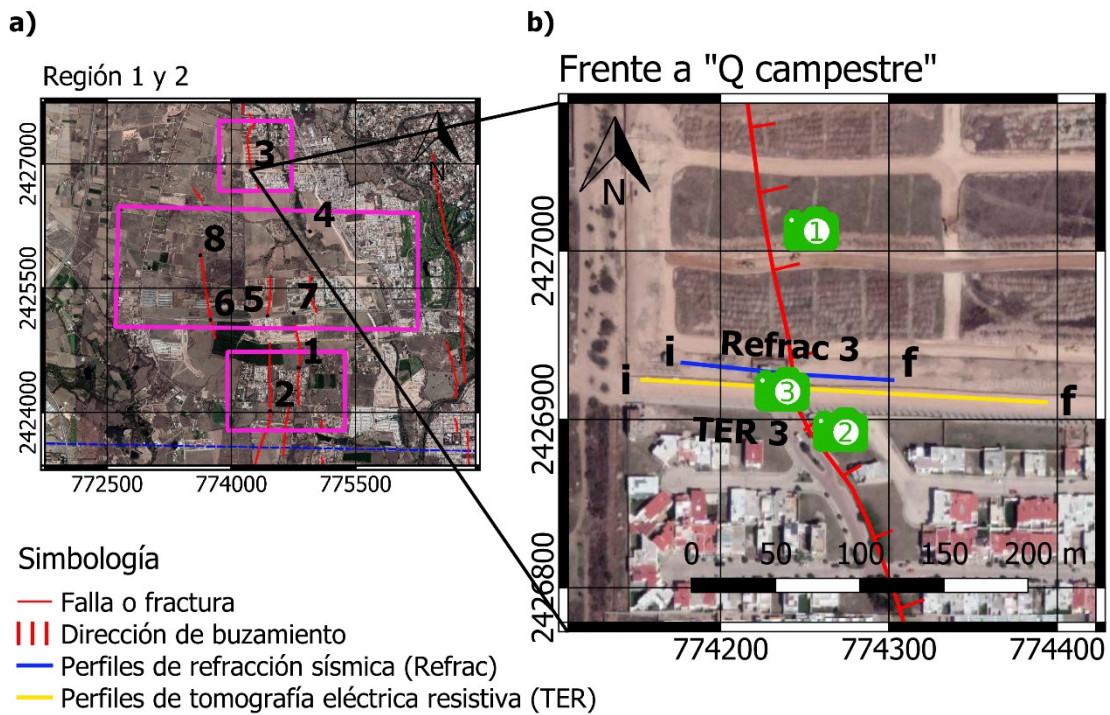 a)
Región 1 y 2
2427000
2425500
2424000
772500
774000
775500
N
3
4
8
6
5
7
1
2
Simbología
Falla o fractura
Dirección de buzamiento
Perfiles de refracción sísmica (Refrac)
Perfiles de tomografía eléctrica resistiva (TER)
b)
Frente a "Q campestre"
N
1
i
Refrac 3
f
i
f
3
TER 3
2
0 50 100 150 200 m
2427000
2426900
2426800
774200
774300
774400